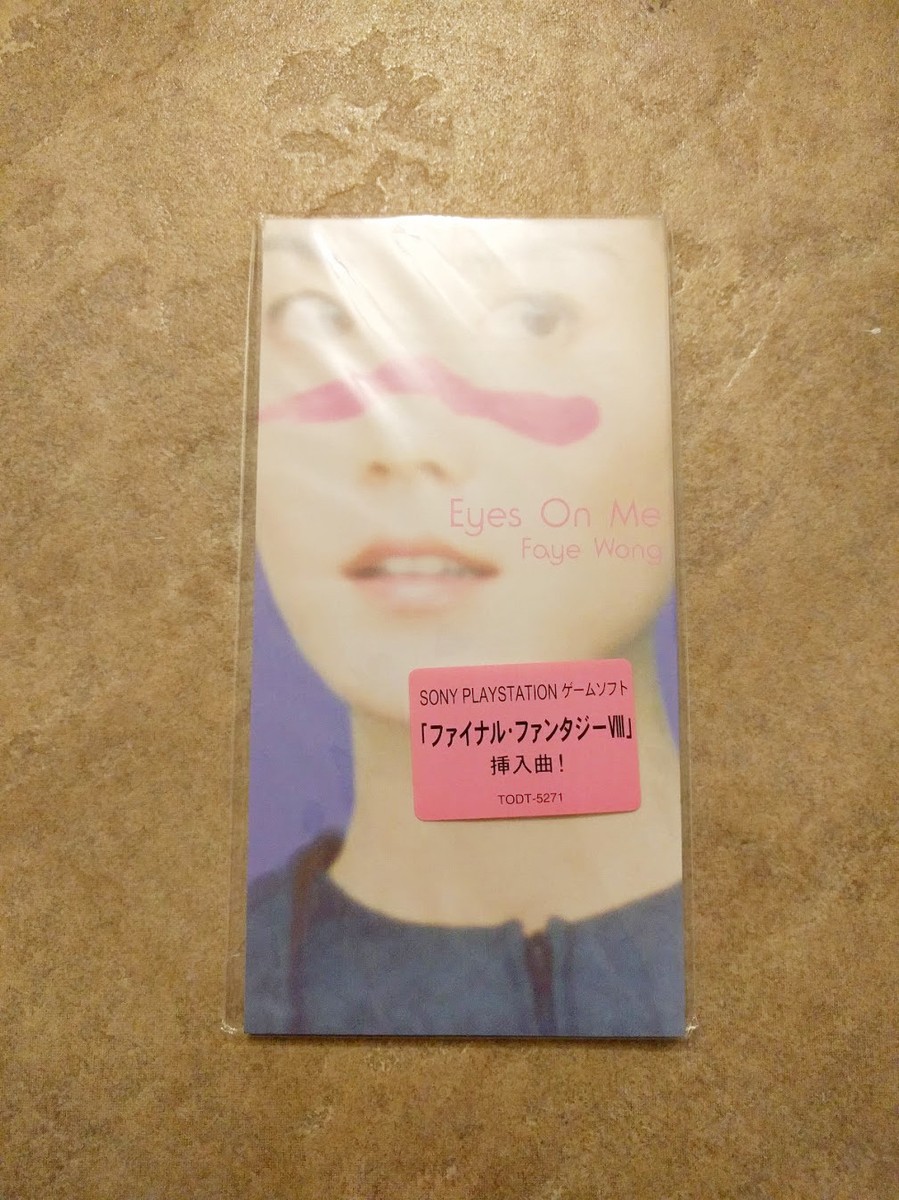 Eyes On Me
Faye Wong
SONY PLAYSTATION ゲームソフト
「ファイナル・ファンタジーⅧ」
挿入曲!
TODT-5271